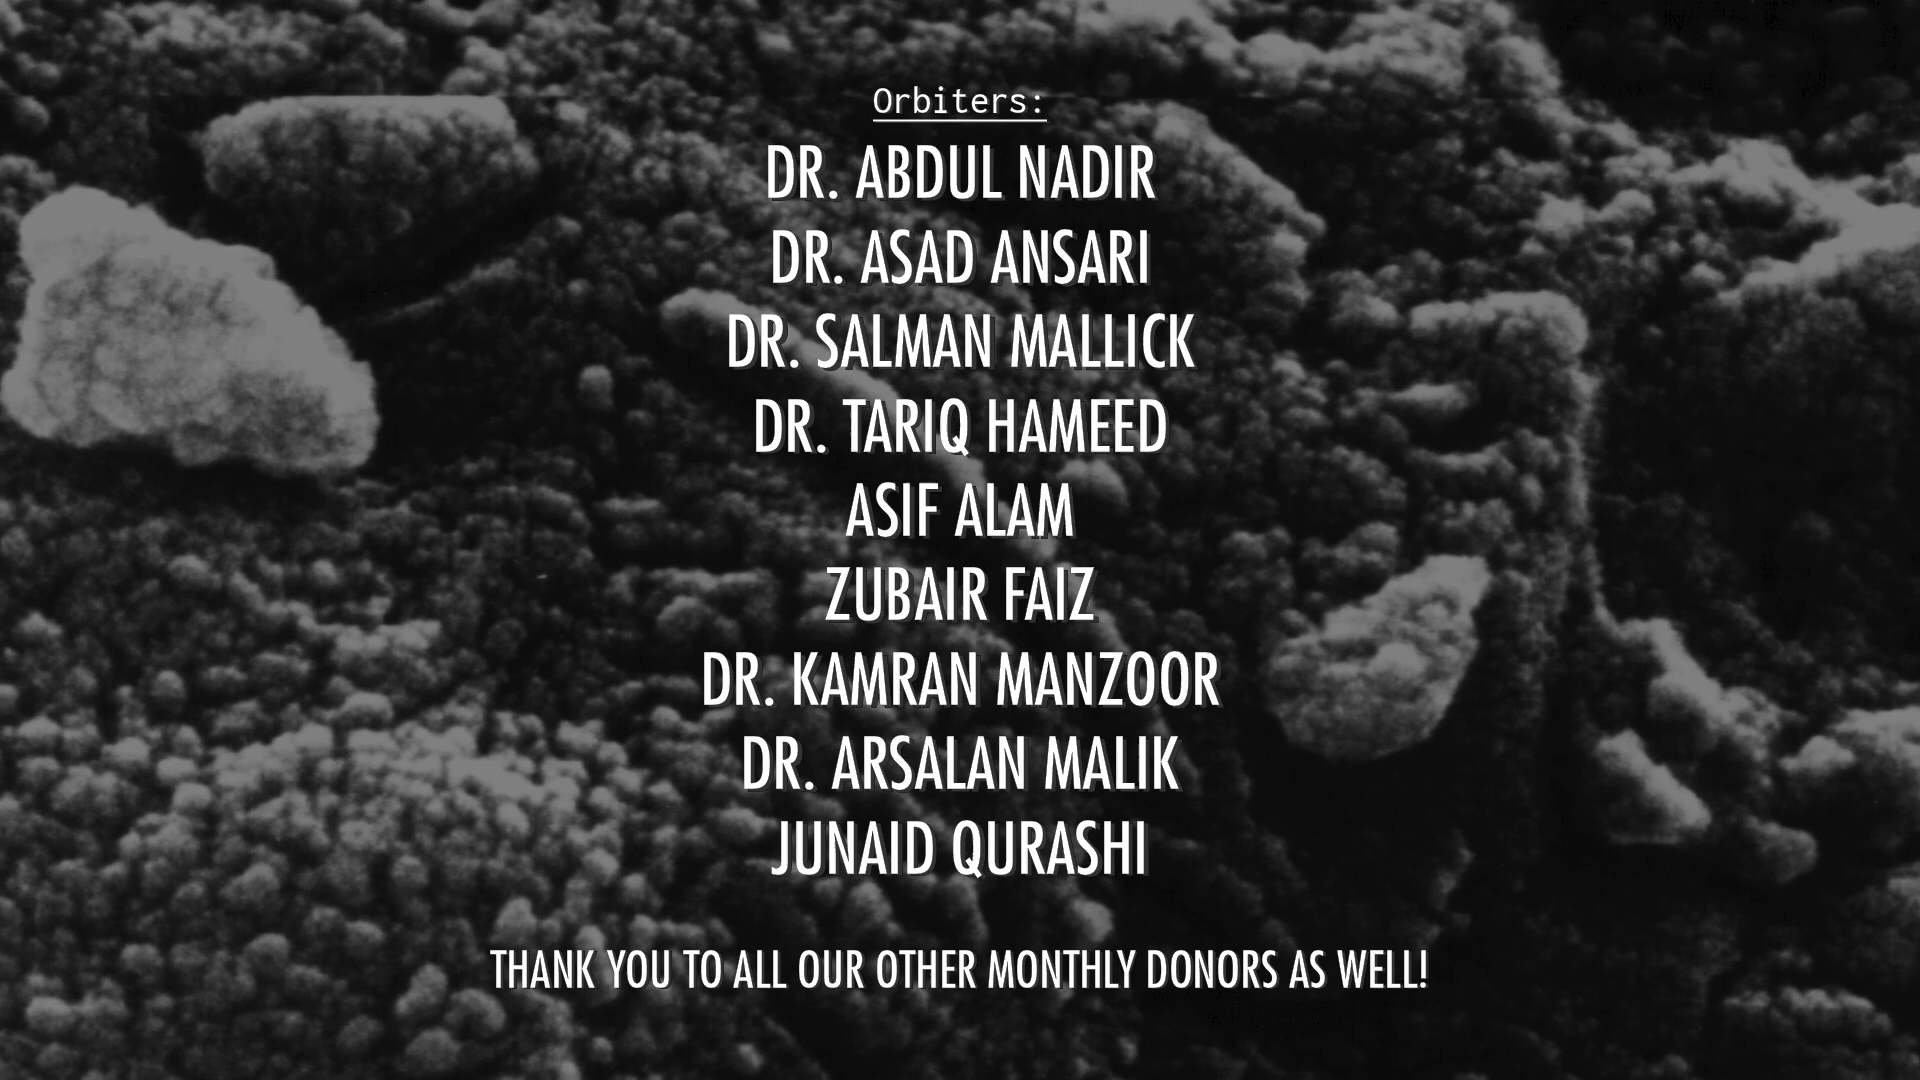 Orbiters:
DR. ABDUL NADIR
DR. ASAD ANSARI
DR. SALMAN MALLICK
DR. TARIQ HAMEED
ASIF ALAM
ZUBAIR FAIZ
DR. KAMRAN MANZOOR
DR. ARSALAN MALIK
JUNAID QURASHI
THANK YOU TO ALL OUR OTHER MONTHLY DONORS AS WELL!